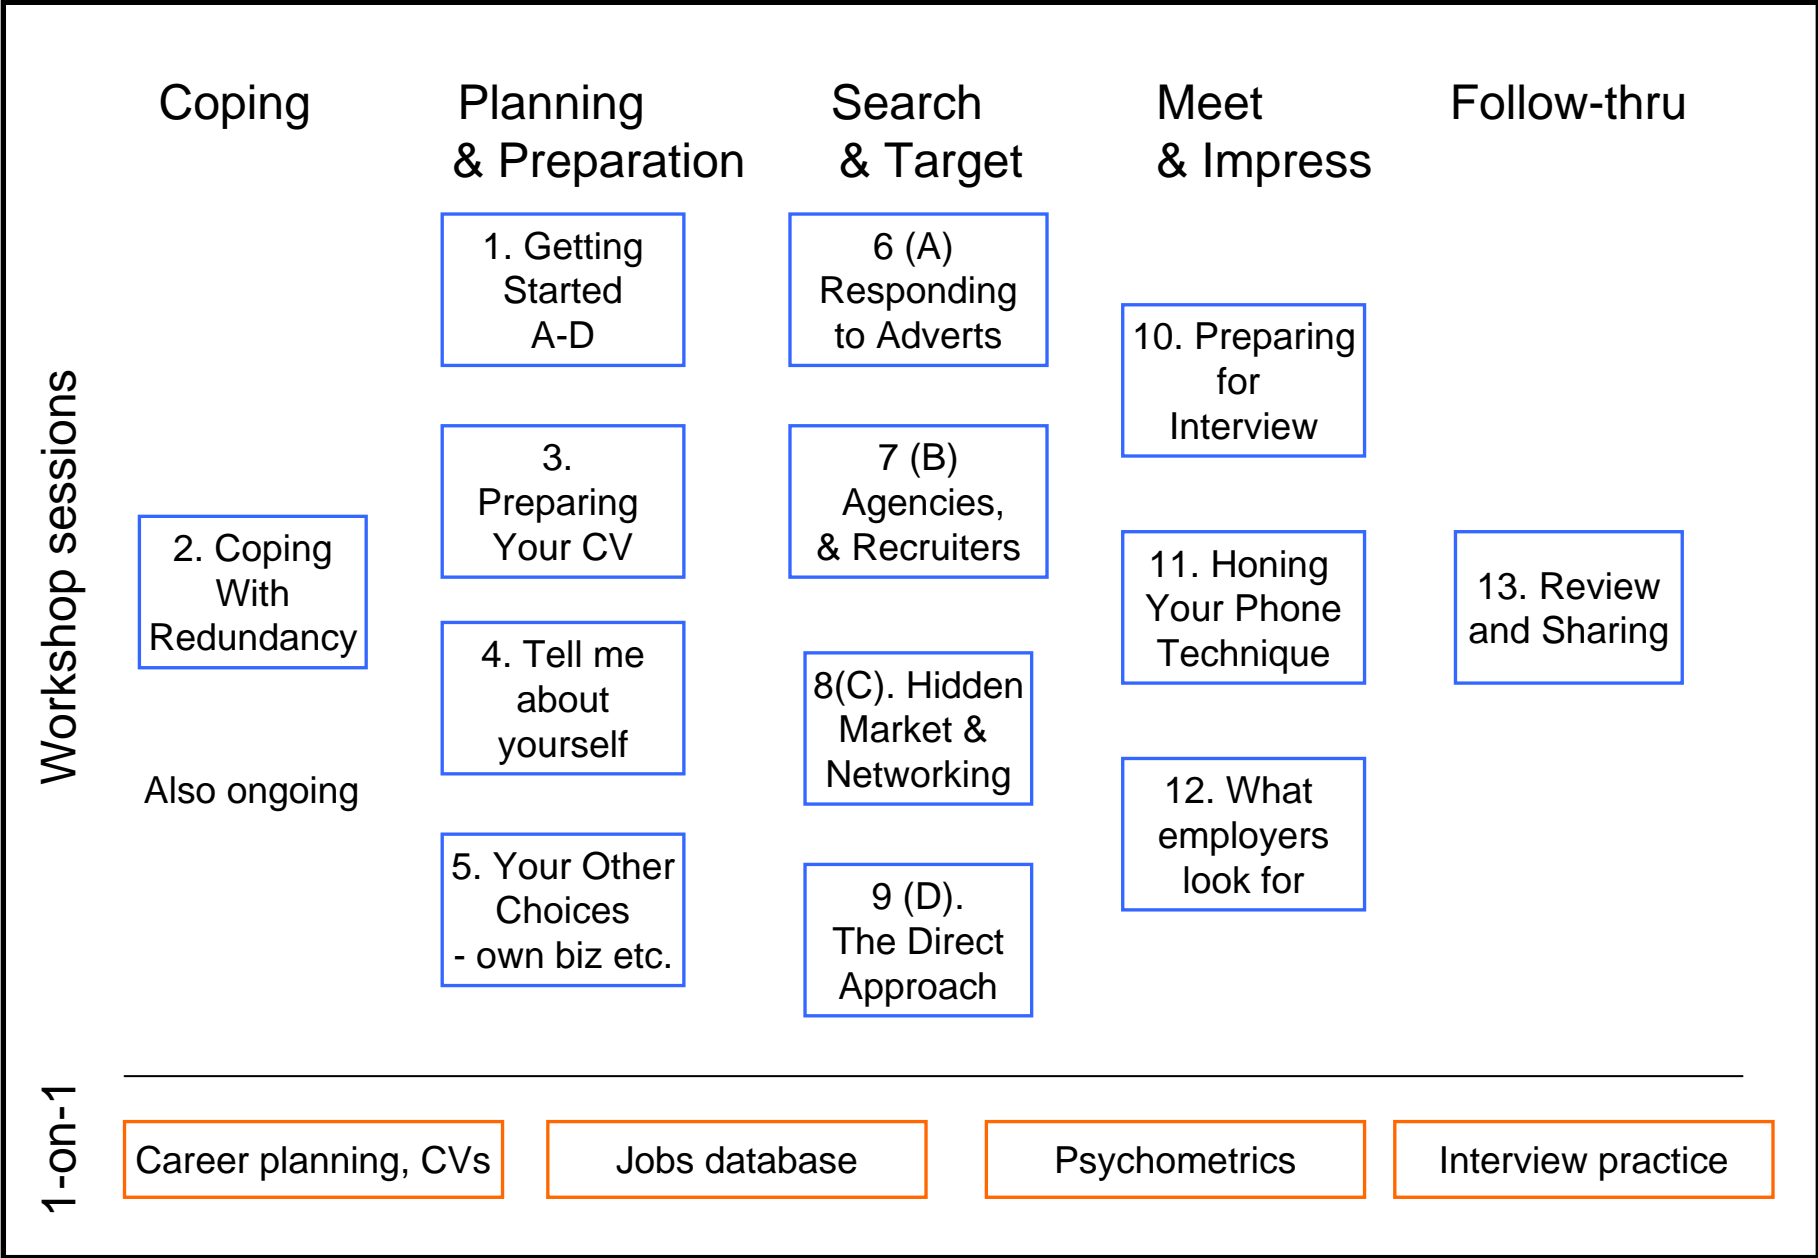 Coping
Planning
& Preparation
Search
& Target
Meet
& Impress
Follow-thru
Workshop sessions
2. Coping
With
Redundancy
Also ongoing
1. Getting
Started
A-D
3.
Preparing
Your CV
4. Tell me
about
yourself
5. Your Other
Choices
- own biz etc.
6 (A)
Responding
to Adverts
7 (B)
Agencies,
& Recruiters
8(C). Hidden
Market &
Networking
9 (D).
The Direct
Approach
10. Preparing
for
Interview
11. Honing
Your Phone
Technique
12. What
employers
look for
13. Review
and Sharing
1-on-1
Career planning, CVs
Jobs database
Psychometrics
Interview practice